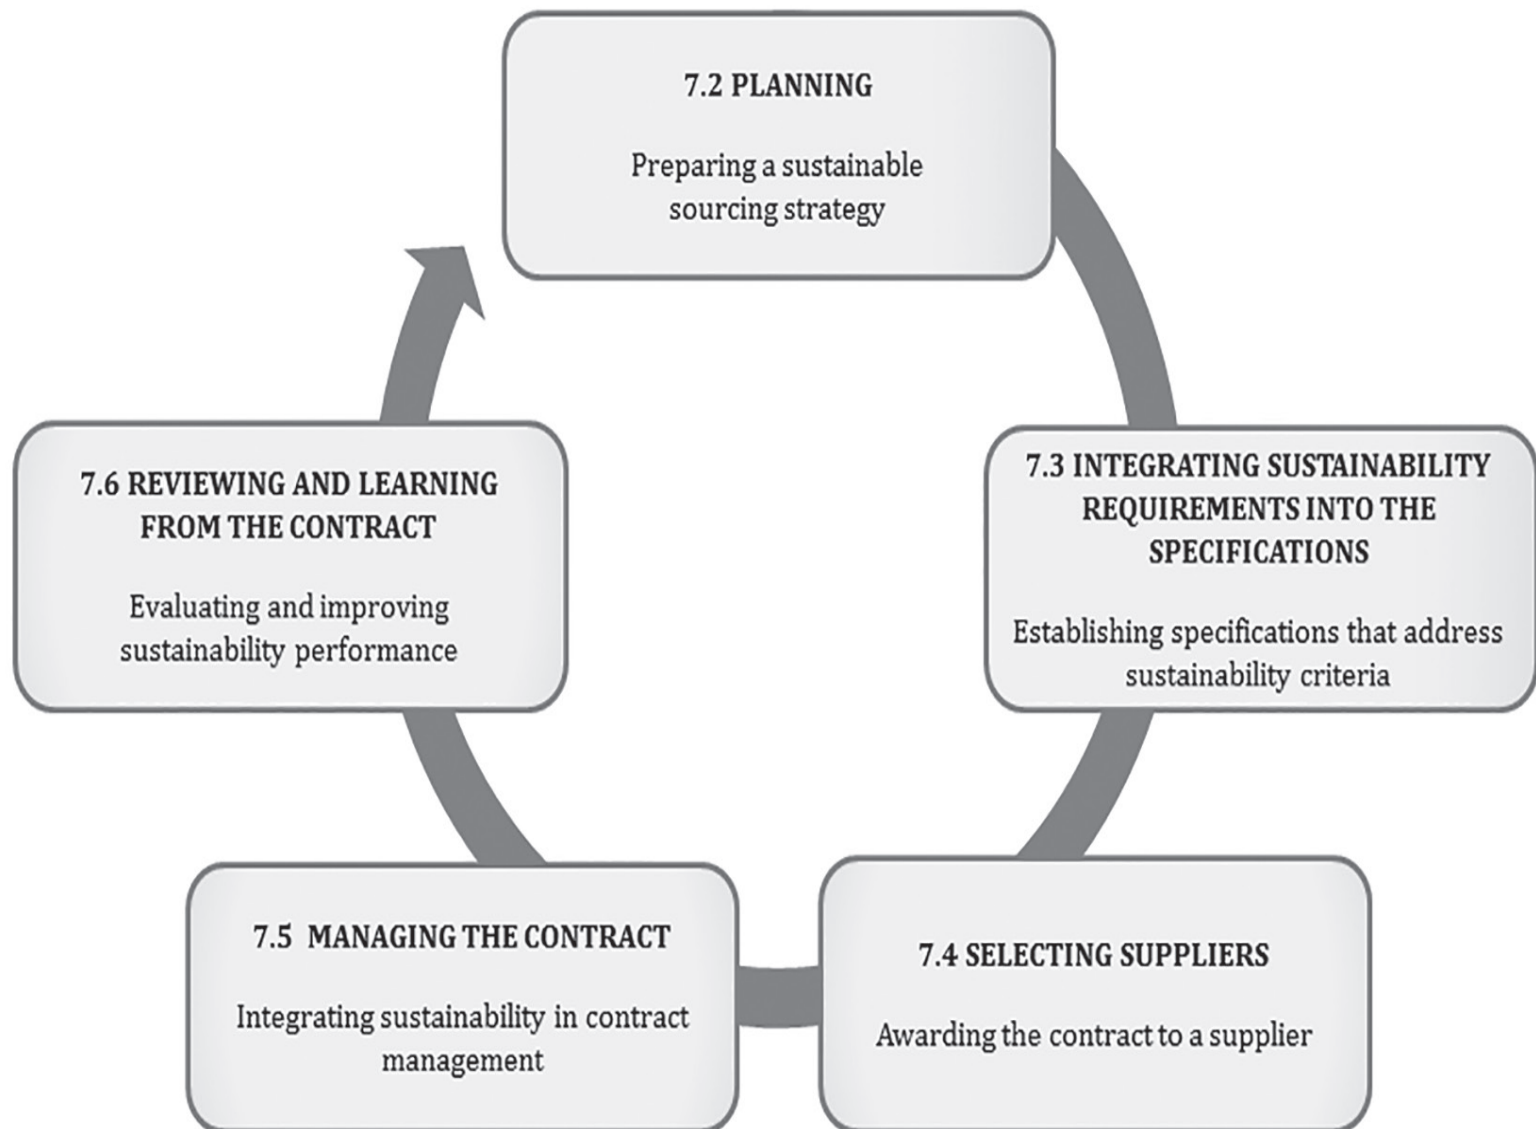 7.2 PLANNING
Preparing a sustainable
sourcing strategy
7.3 INTEGRATING SUSTAINABILITY
REQUIREMENTS INTO THE
SPECIFICATIONS
Establishing specifications that address
sustainability criteria
7.4 SELECTING SUPPLIERS
Awarding the contract to a supplier
7.5 MANAGING THE CONTRACT
Integrating sustainability in contract
management
7.6 REVIEWING AND LEARNING
FROM THE CONTRACT
Evaluating and improving
sustainability performance